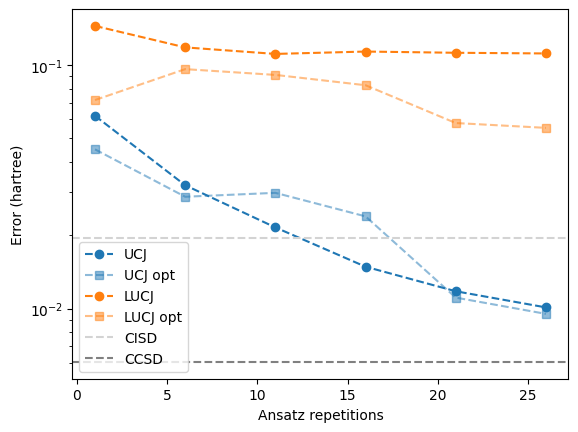 Error (hartree)
10⁻¹
10⁻²
UCJ
UCJ opt
LUCJ
LUCJ opt
CISD
CCSD
0 5 10 15 20 25
Ansatz repetitions